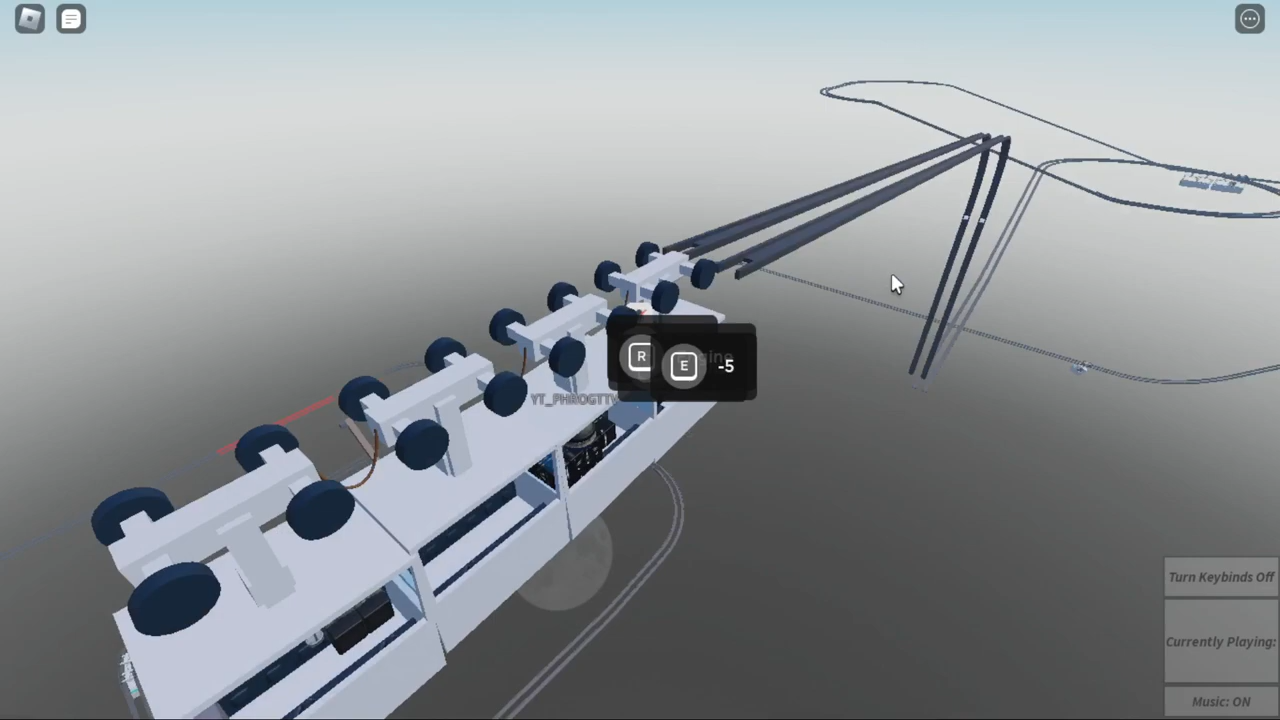 R
E -5
YT_PHROGTTV
Turn Keybinds Off
Currently Playing:
Music: ON